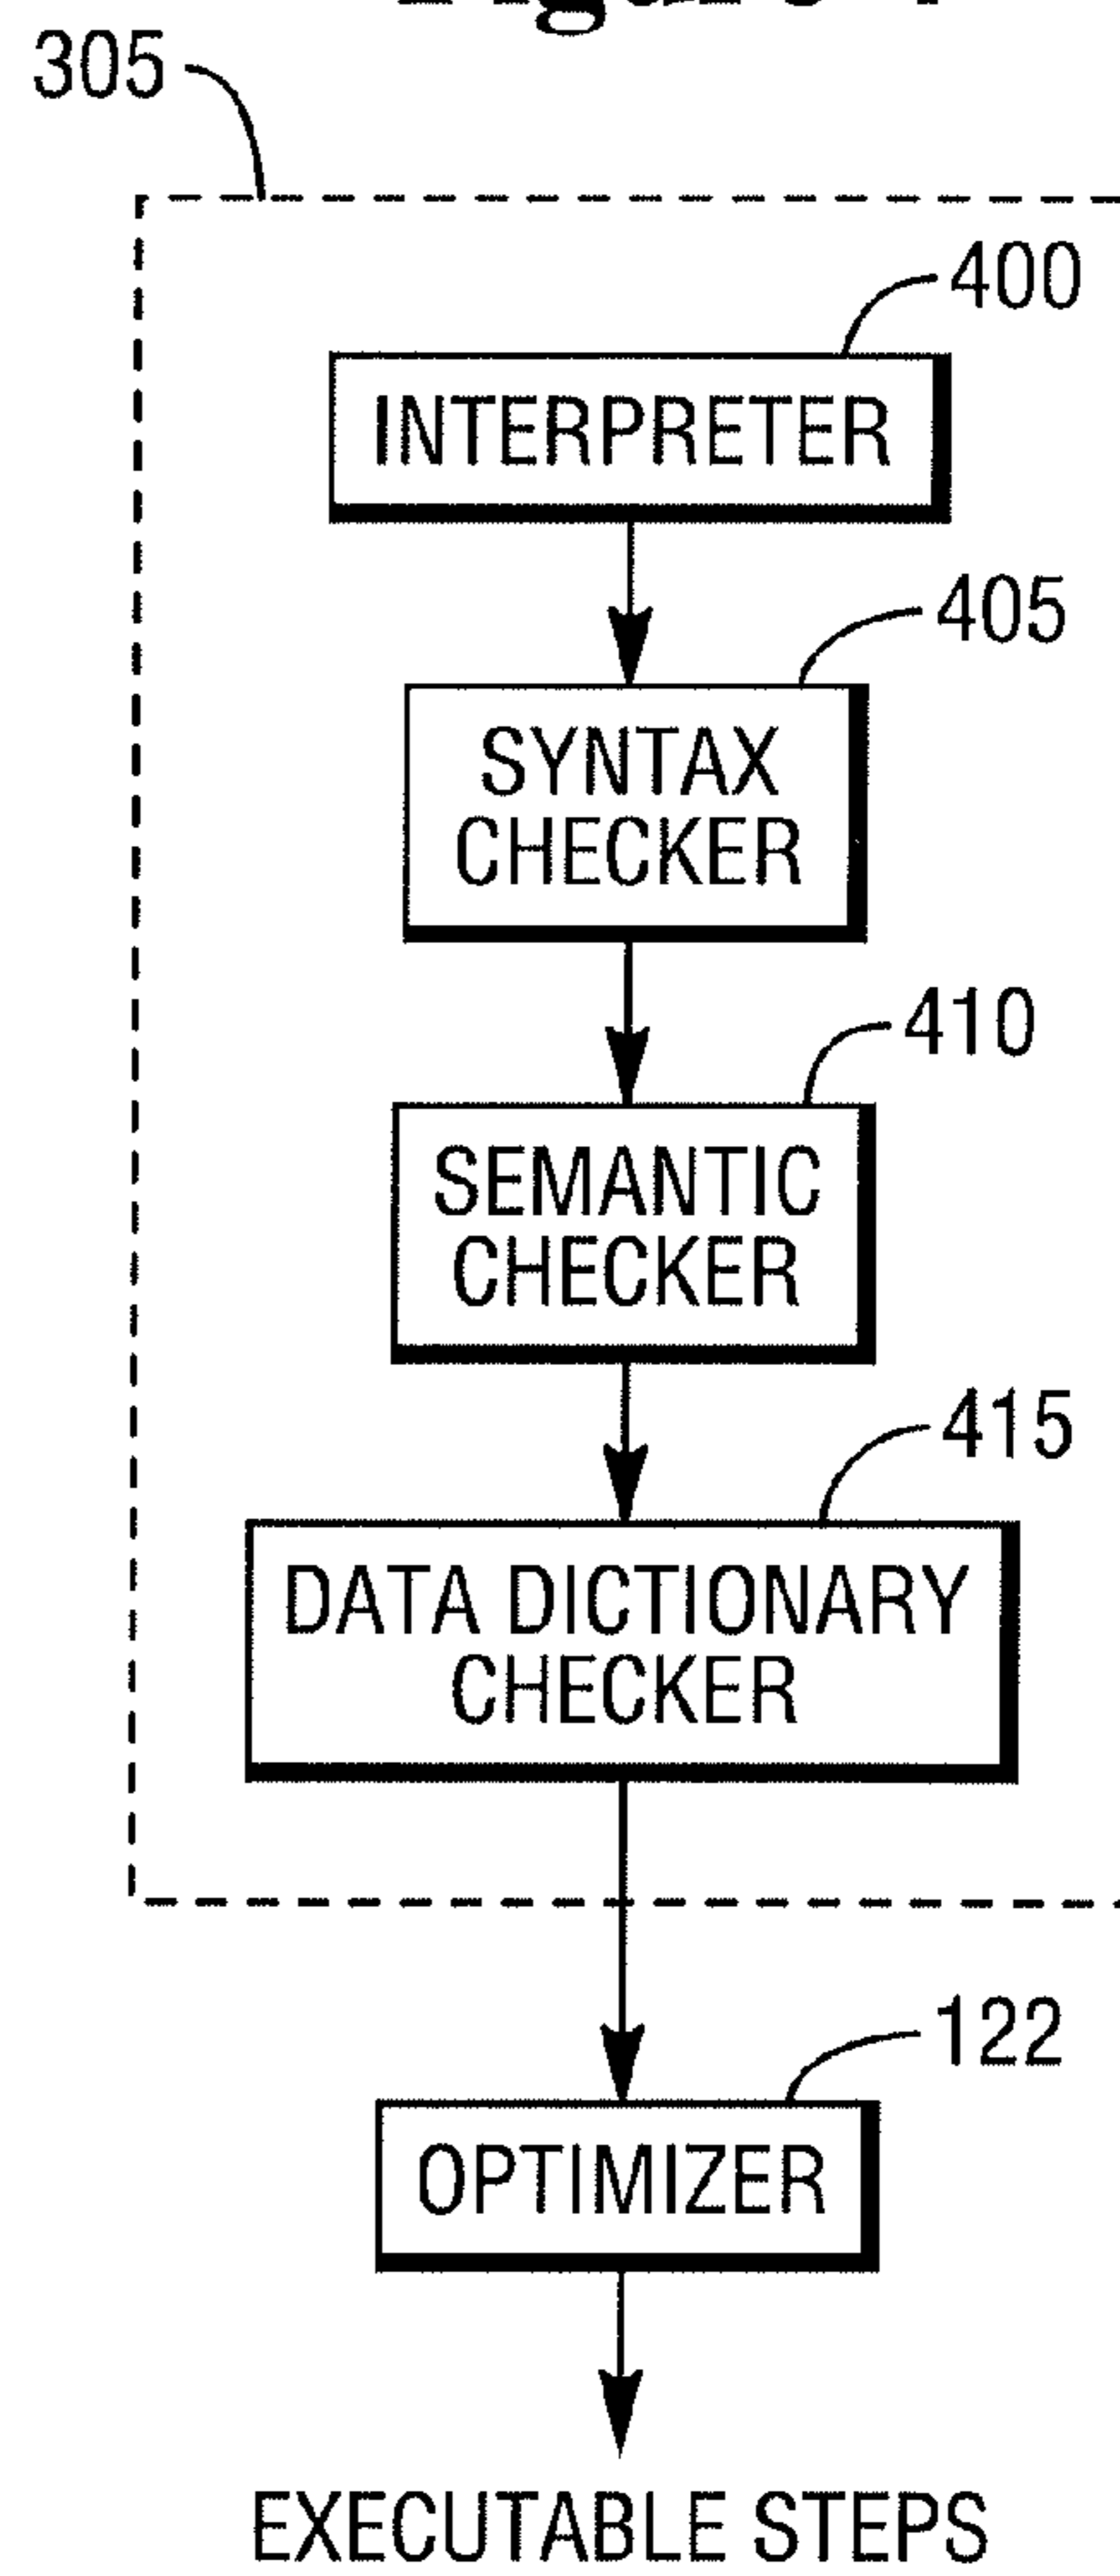 305
400
INTERPRETER
405
SYNTAX
CHECKER
410
SEMANTIC
CHECKER
415
DATA DICTIONARY
CHECKER
122
OPTIMIZER
EXECUTABLE STEPS